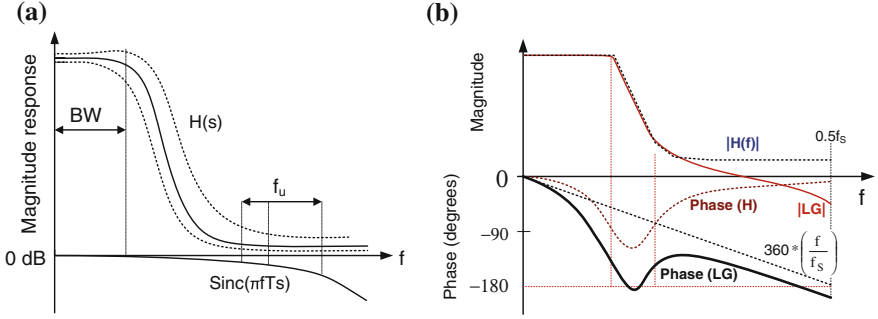 (a)
Magnitude response
BW
H(s)
f_u
0 dB
f
Sinc(πfTs)
(b)
Magnitude
|H(f)|
0.5f_S
0
f
|LG|
Phase (H)
Phase (degrees)
−90
360*(f/f_S)
Phase (LG)
−180